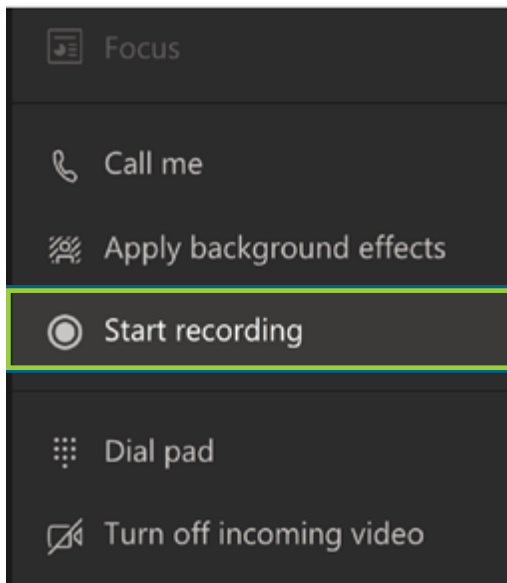 Focus
Call me
Apply background effects
Start recording
Dial pad
Turn off incoming video